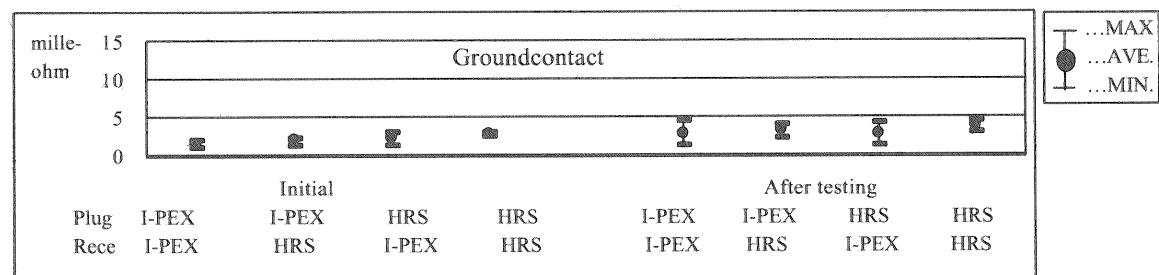 mille-
ohm
15
10
5
0
Groundcontact
...MAX
...AVE.
...MIN.
Initial
After testing
Plug I-PEX I-PEX HRS HRS I-PEX I-PEX HRS HRS
Rece I-PEX HRS I-PEX HRS I-PEX HRS I-PEX HRS